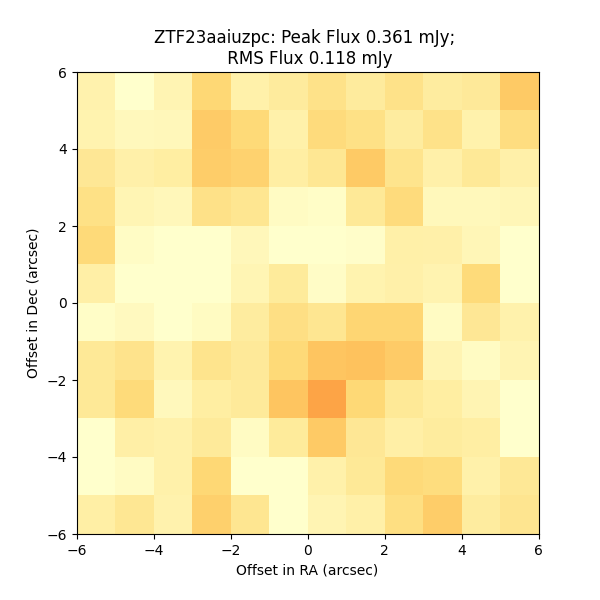 ZTF23aaiuzpc: Peak Flux 0.361 mJy;
RMS Flux 0.118 mJy
6
4
2
0
−2
−4
−6
Offset in Dec (arcsec)
−6 −4 −2 0 2 4 6
Offset in RA (arcsec)